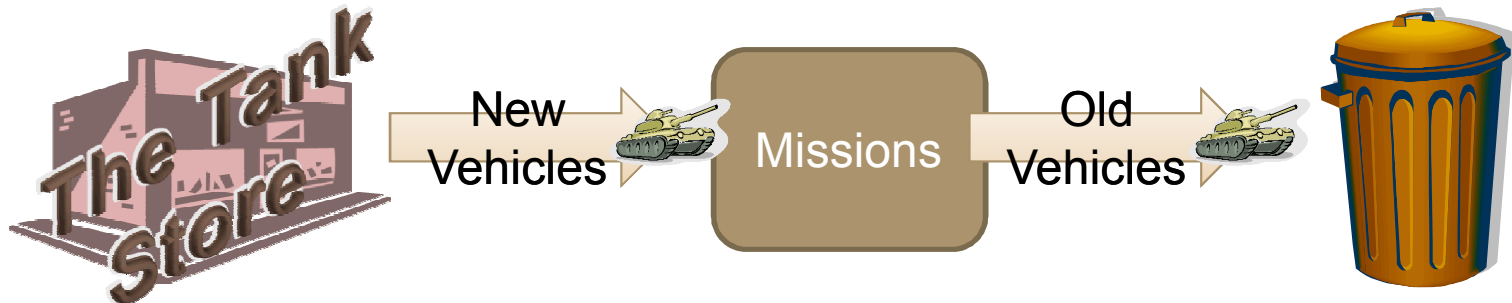 The Tank
Store
New
Vehicles
Missions
Old
Vehicles